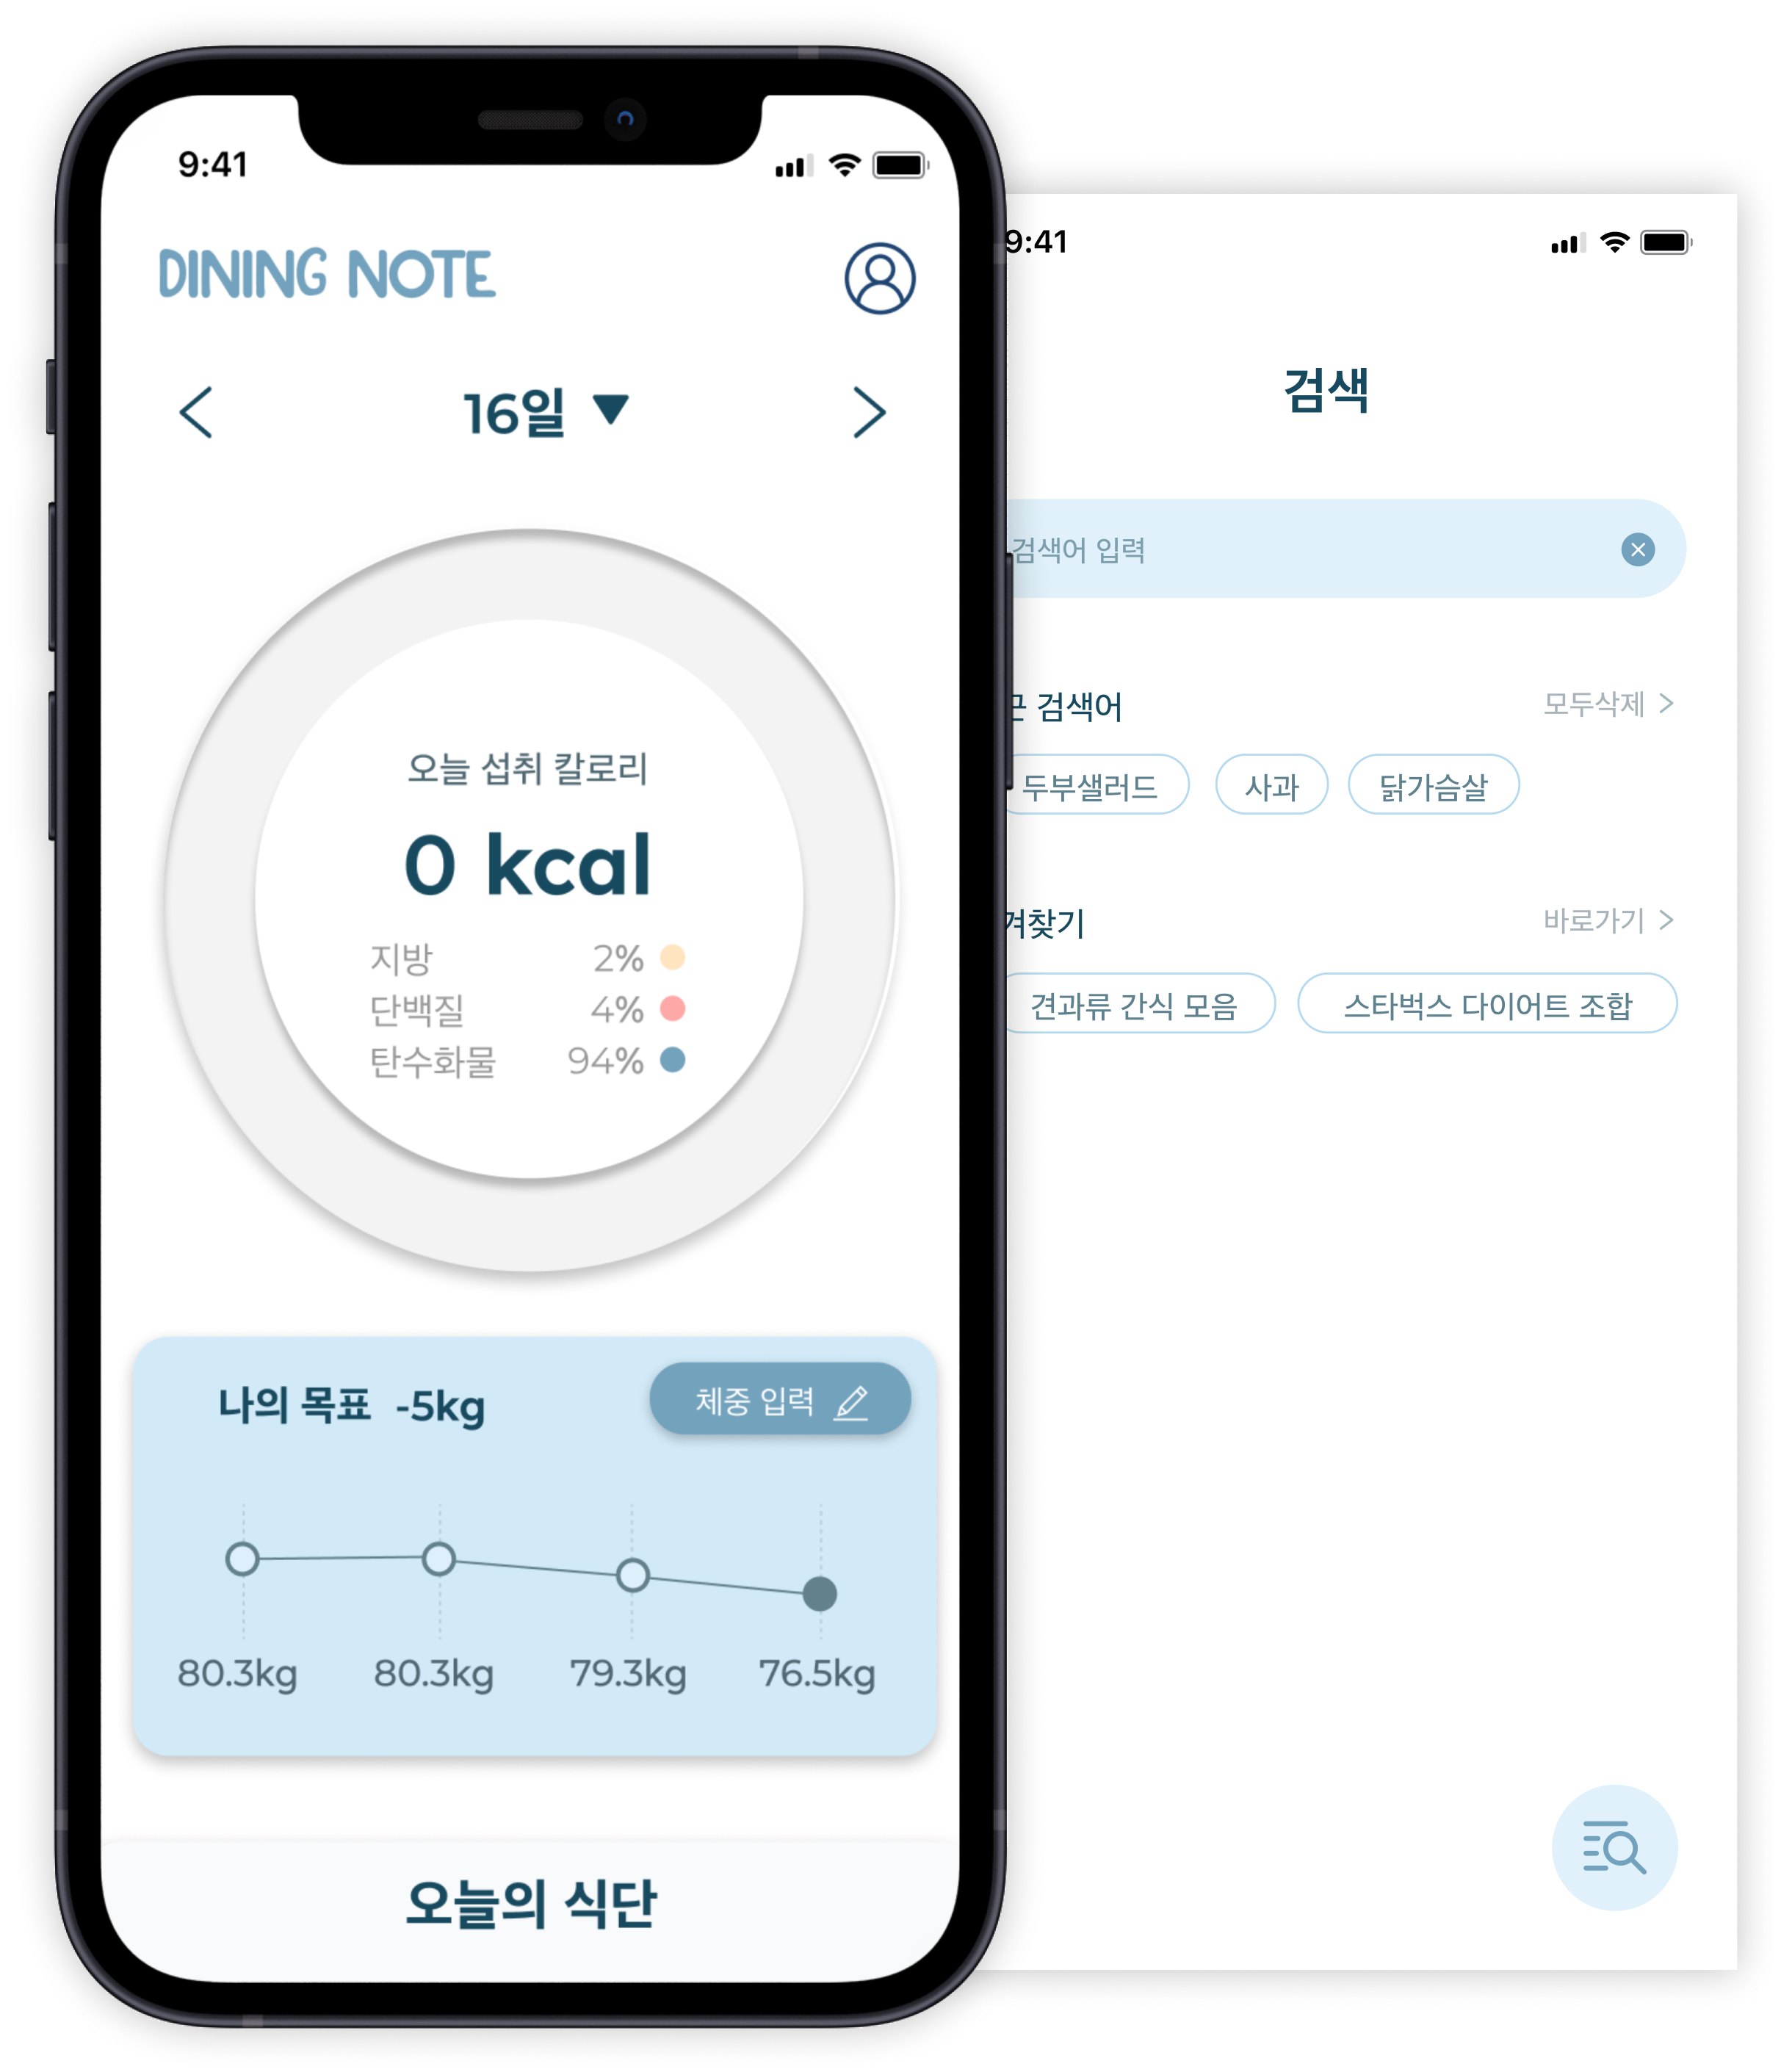 9:41
DINING NOTE
16일
오늘 섭취 칼로리
0 kcal
지방 2%
단백질 4%
탄수화물 94%
나의 목표 -5kg
체중 입력
80.3kg 80.3kg 79.3kg 76.5kg
오늘의 식단
9:41
검색
검색어 입력
검색어
모두삭제
두부샐러드 사과 닭가슴살
바로가기
견과류 간식 모음 스타벅스 다이어트 조합